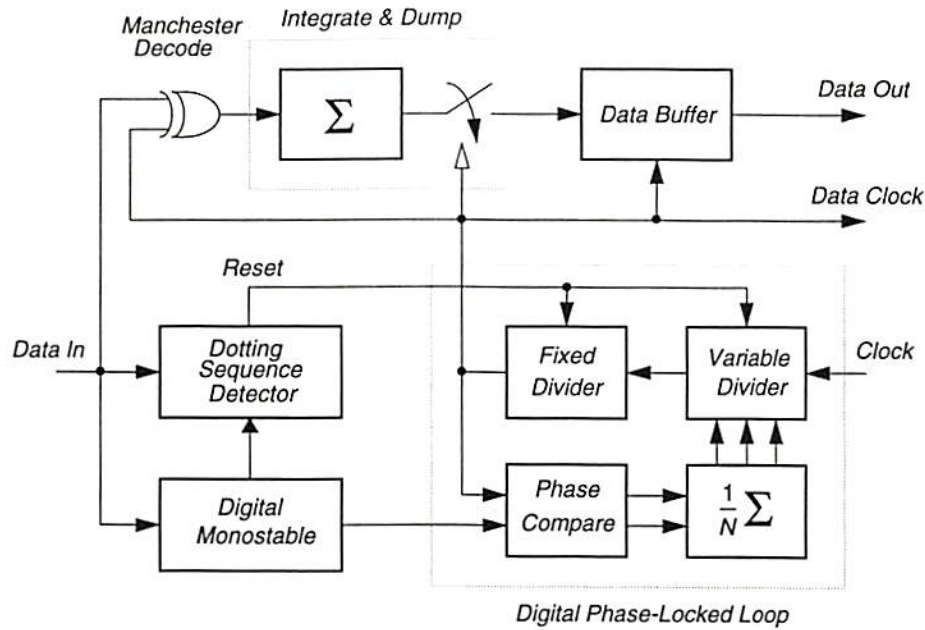 Integrate & Dump
Manchester
Decode
Σ
Data Buffer
Data Out
Data Clock
Reset
Data In
Dotting
Sequence
Detector
Fixed
Divider
Variable
Divider
Clock
Digital
Monostable
Phase
Compare
1/N Σ
Digital Phase-Locked Loop